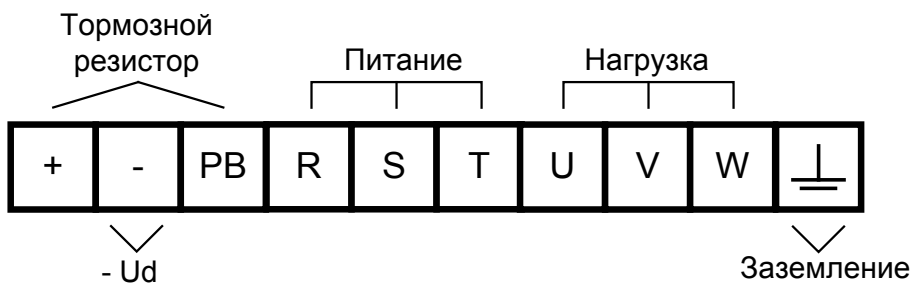 Тормозной
резистор
Питание
Нагрузка
+ - PB R S T U V W
- Ud
Заземление